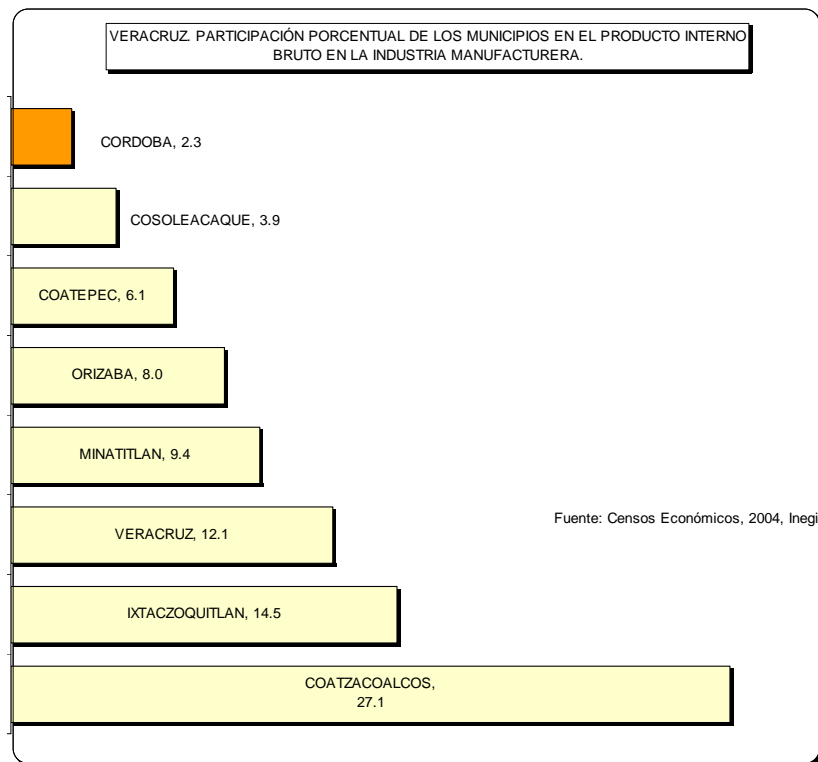 VERACRUZ. PARTICIPACIÓN PORCENTUAL DE LOS MUNICIPIOS EN EL PRODUCTO INTERNO
BRUTO EN LA INDUSTRIA MANUFACTURERA.
CORDOBA, 2.3
COSOLEACAQUE, 3.9
COATEPEC, 6.1
ORIZABA, 8.0
MINATITLAN, 9.4
VERACRUZ, 12.1
Fuente: Censos Económicos, 2004, Inegi
IXTACZOQUITLAN, 14.5
COATZACOALCOS,
27.1